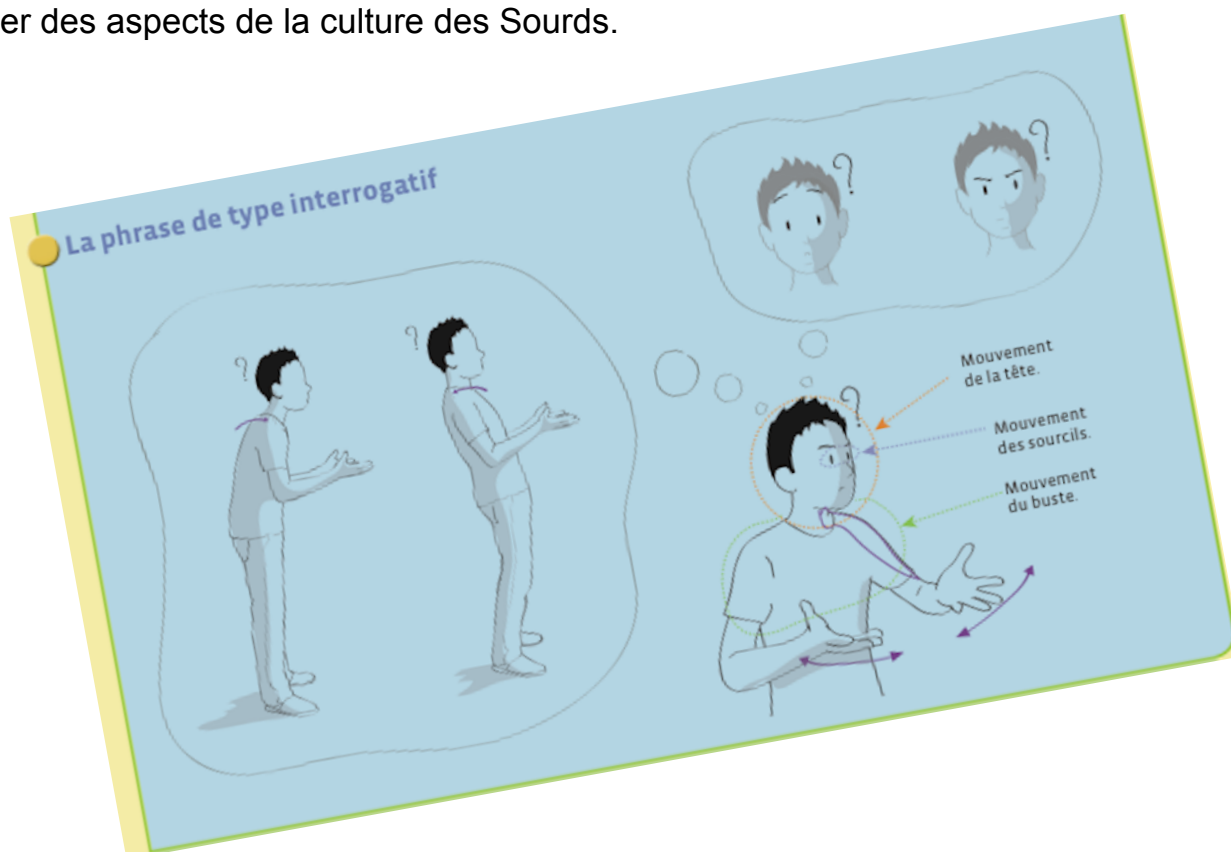 er des aspects de la culture des Sourds.
La phrase de type interrogatif
?
?
?
?
?
Mouvement
de la tête.
Mouvement
des sourcils.
Mouvement
du buste.